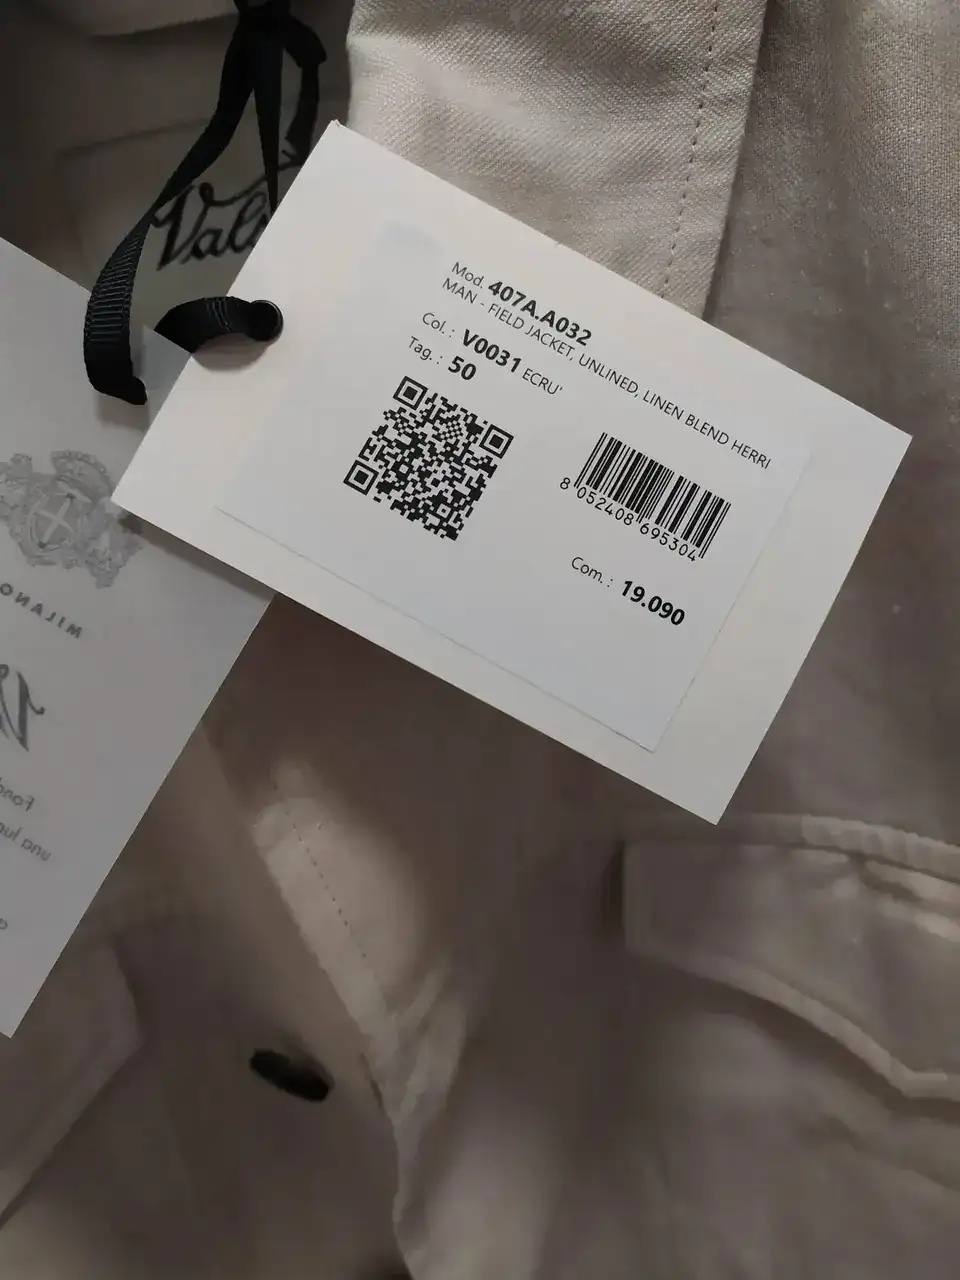 Mod. 407A.A032
MAN - FIELD JACKET, UNLINED, LINEN BLEND HERRI
Col.: V0031 ECRU'
Tag.: 50
8 052408 695304
Com.: 19.090
MILANO